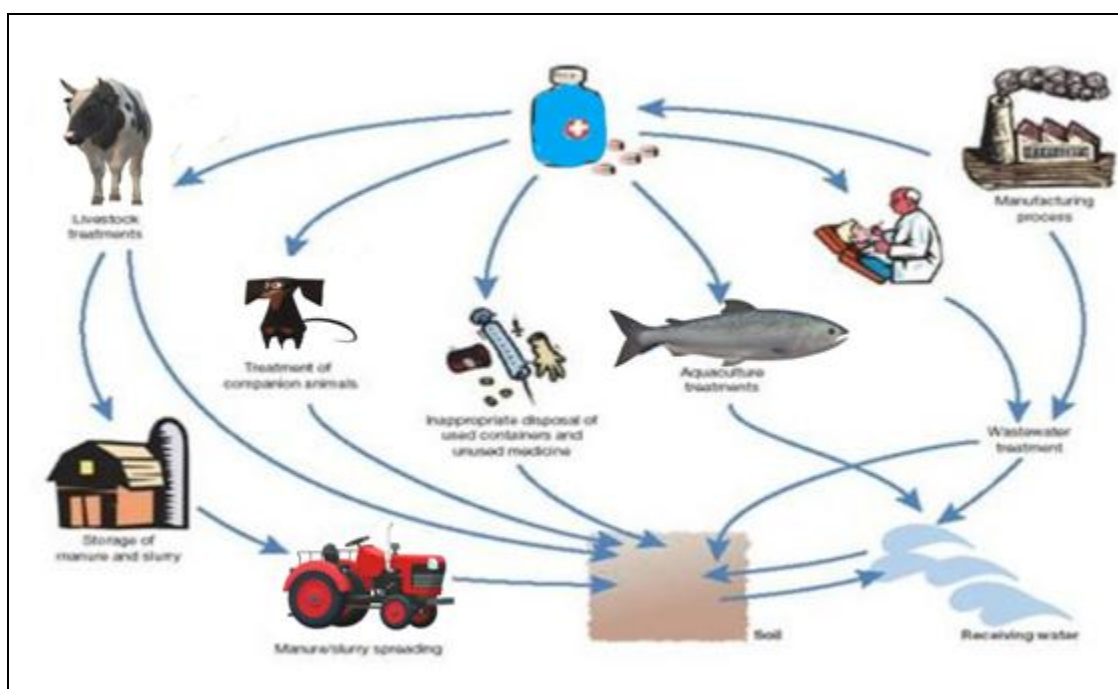 Livestock
treatments
Manufacturing
process
Treatment of
companion animals
Inappropriate disposal of
used containers and
unused medicine
Aquaculture
treatments
Wastewater
treatment
Storage of
manure and slurry
Manure/slurry spreading
Soil
Receiving water